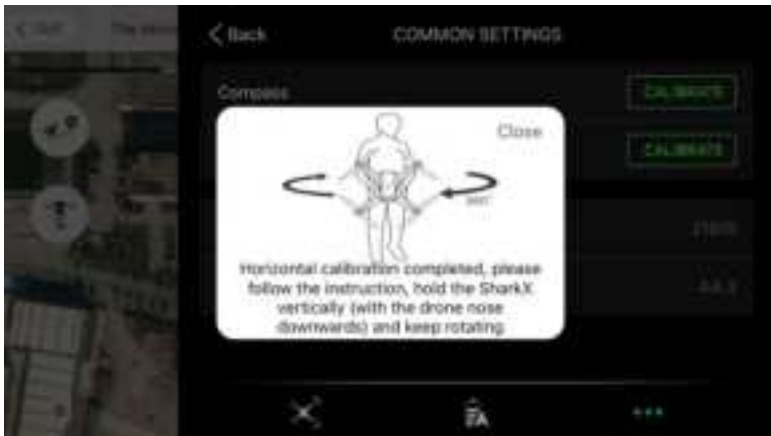 Back
COMMON SETTINGS
Compass
CALIBRATE
Close
CALIBRATE
360°
Horizontal calibration completed, please
follow the instruction, hold the SharkX
vertically (with the drone nose
downwards) and keep rotating